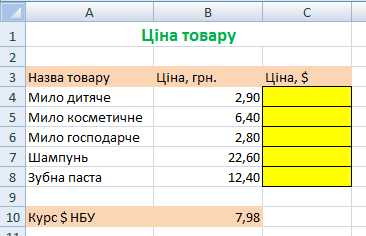 A B C
1 Ціна товару
2
3 Назва товару Ціна, грн. Ціна, $
4 Мило дитяче 2,90
5 Мило косметичне 6,40
6 Мило господарче 2,80
7 Шампунь 22,60
8 Зубна паста 12,40
9
10 Курс $ НБУ 7,98